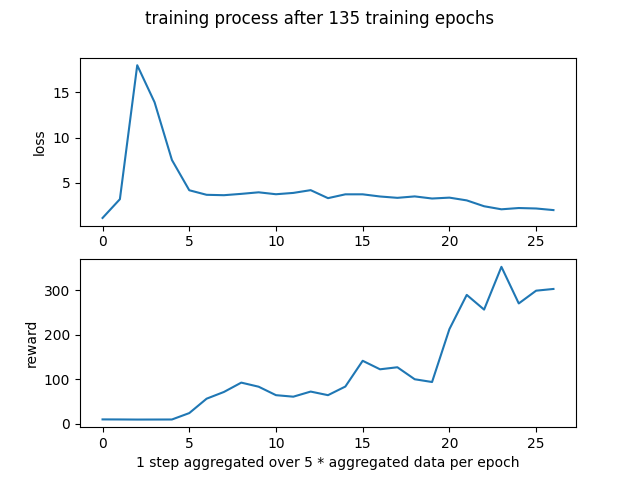 training process after 135 training epochs
15
10
5
loss
0 5 10 15 20 25
300
200
100
0
reward
0 5 10 15 20 25
1 step aggregated over 5 * aggregated data per epoch